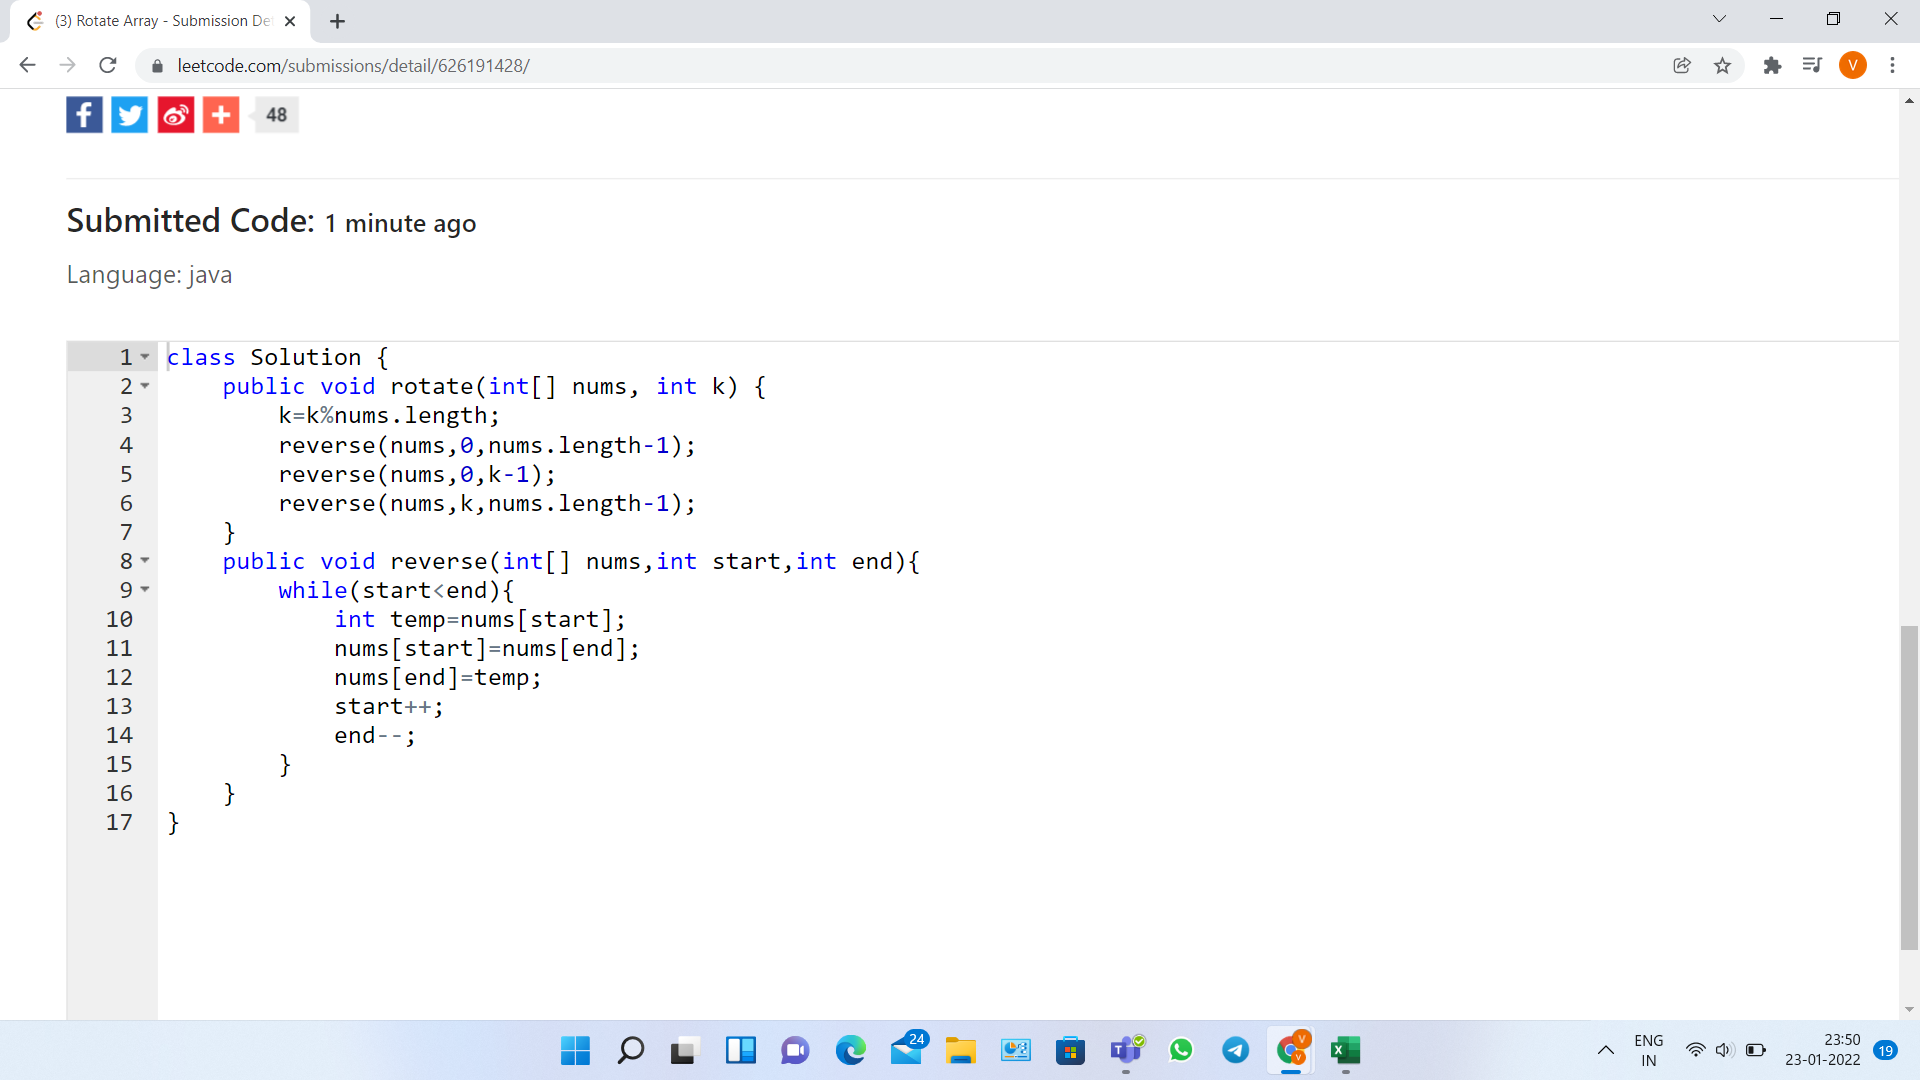 (3) Rotate Array - Submission De
leetcode.com/submissions/detail/626191428/
V
48
Submitted Code: 1 minute ago
Language: java
1 class Solution {
2 public void rotate(int[] nums, int k) {
3 k=k%nums.length;
4 reverse(nums,0,nums.length-1);
5 reverse(nums,0,k-1);
6 reverse(nums,k,nums.length-1);
7 }
8 public void reverse(int[] nums,int start,int end){
9 while(start<end){
10 int temp=nums[start];
11 nums[start]=nums[end];
12 nums[end]=temp;
13 start++;
14 end--;
15 }
16 }
17 }
24
V
V
ENG
IN
23:50
23-01-2022
19